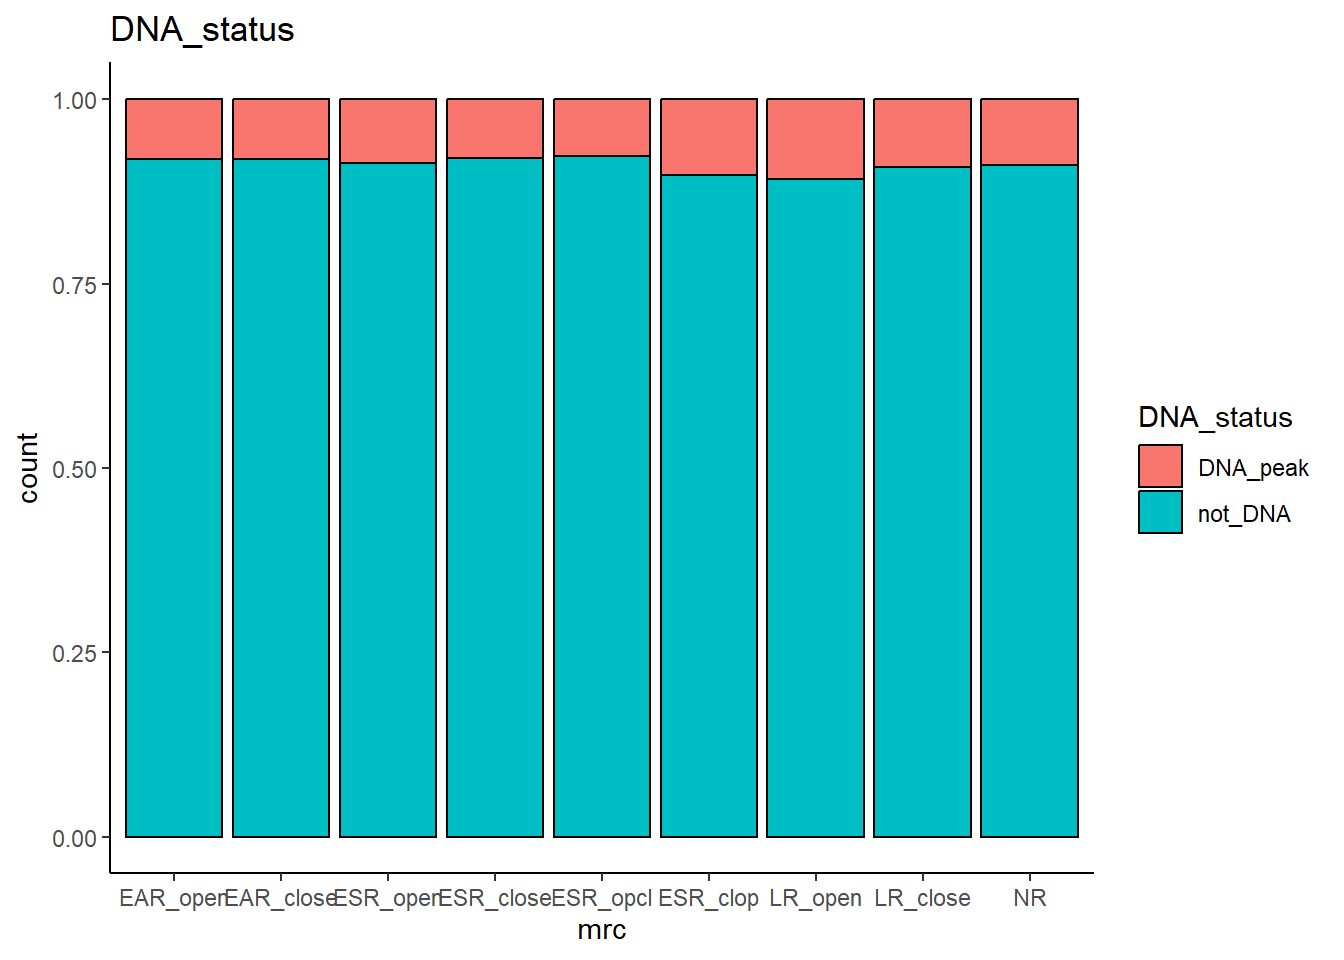 DNA_status
1.00
0.75
0.50
0.25
0.00
count
EAR_open EAR_close ESR_open ESR_close ESR_opcl ESR_clop LR_open LR_close NR
mrc
DNA_status
DNA_peak
not_DNA